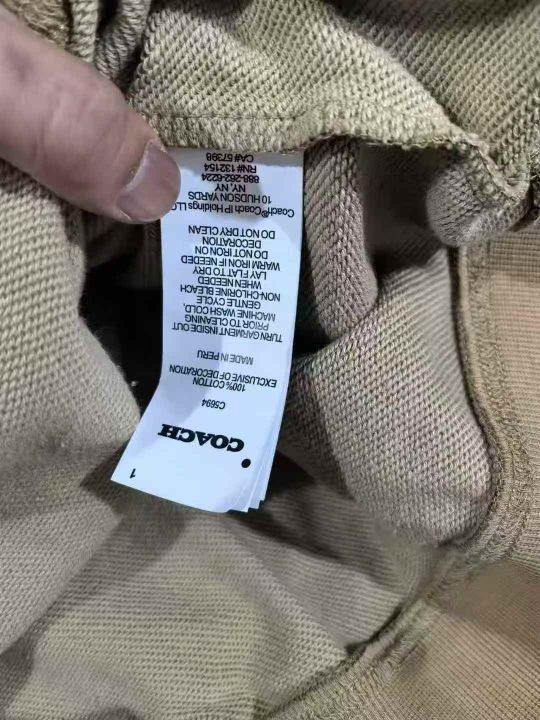 1
COACH
C5694
100% COTTON
EXCLUSIVE OF DECORATION
MADE IN PERU
TURN GARMENT INSIDE OUT
PRIOR TO CLEANING
MACHINE WASH COLD,
GENTLE CYCLE
NON-CHLORINE BLEACH
WHEN NEEDED
LAY FLAT TO DRY
WARM IRON IF NEEDED
DO NOT IRON ON
DECORATION
DO NOT DRY CLEAN
Coach® Coach IP Holdings LLC
10 HUDSON YARDS
NY, NY
888-262-6224
RN# 132154
CA# 57398